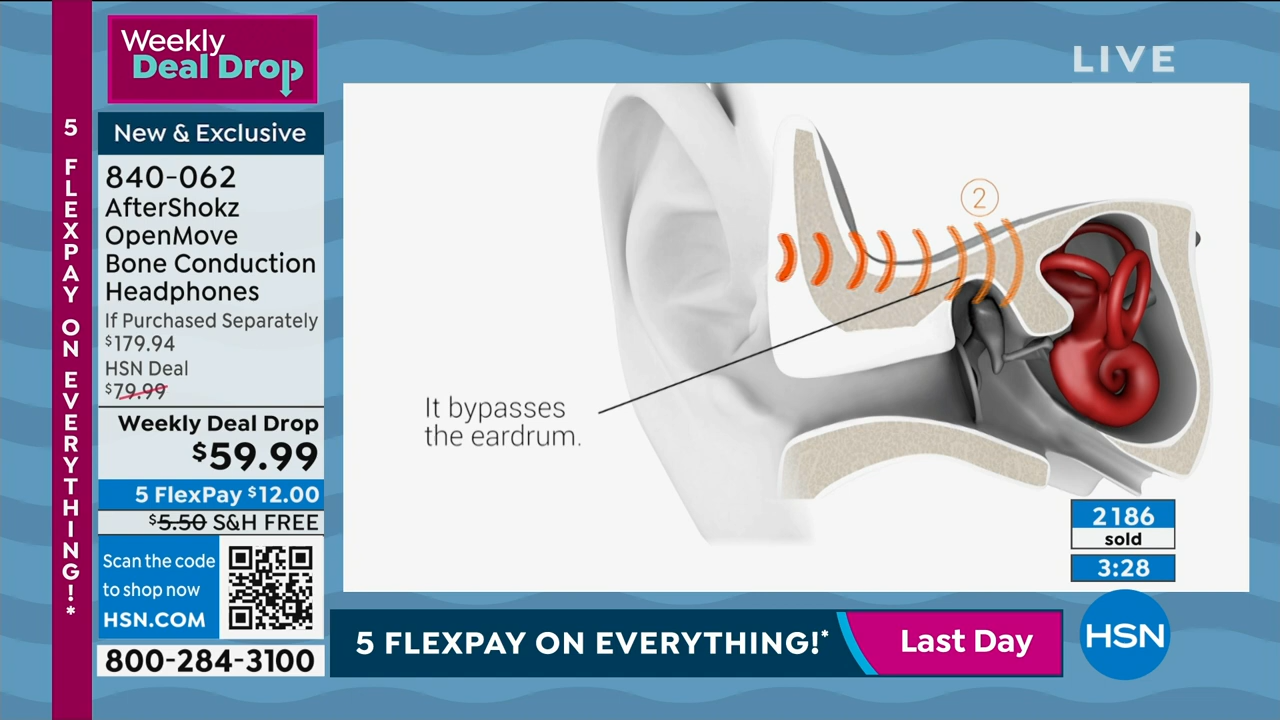 Weekly
Deal Drop
LIVE
5 FLEXPAY ON EVERYTHING!*
New & Exclusive
840-062
AfterShokz
OpenMove
Bone Conduction
Headphones
If Purchased Separately
$179.94
HSN Deal
$79.99
Weekly Deal Drop
$59.99
5 FlexPay $12.00
$5.50 S&H FREE
Scan the code
to shop now
HSN.COM
800-284-3100
2
It bypasses
the eardrum.
2186
sold
3:28
5 FLEXPAY ON EVERYTHING!*
Last Day
HSN